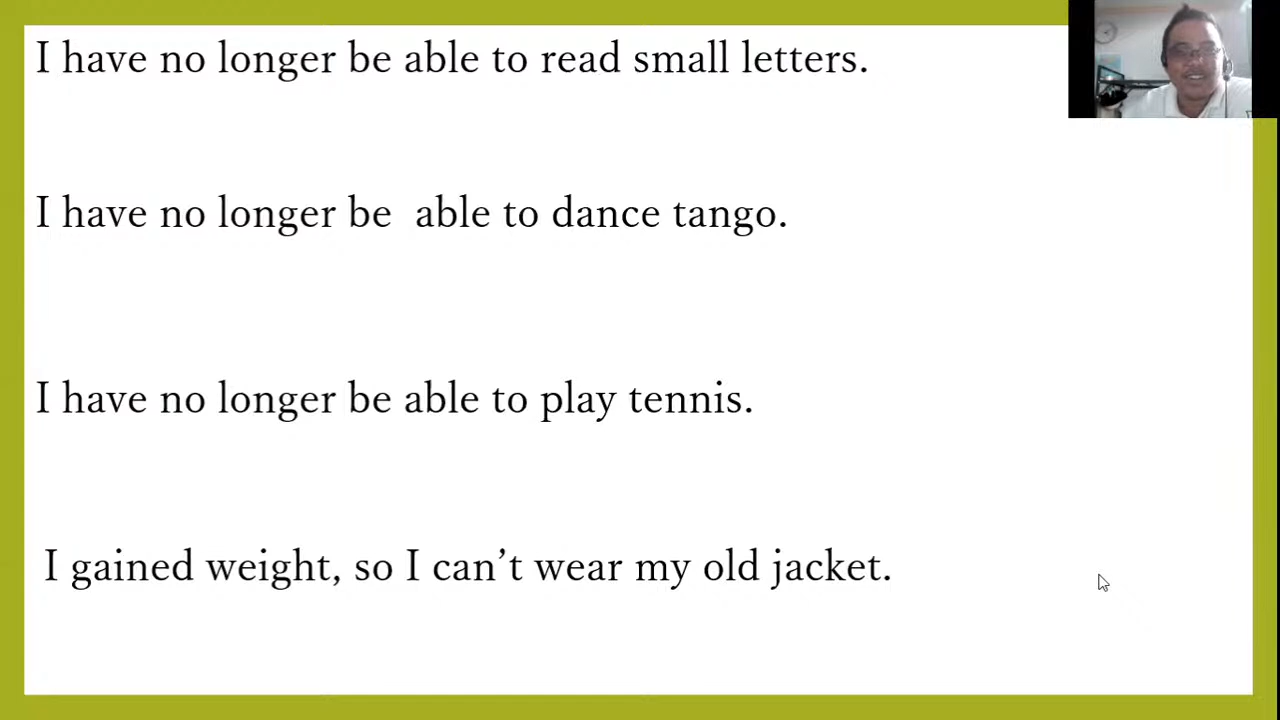 I have no longer be able to read small letters.
I have no longer be able to dance tango.
I have no longer be able to play tennis.
I gained weight, so I can’t wear my old jacket.